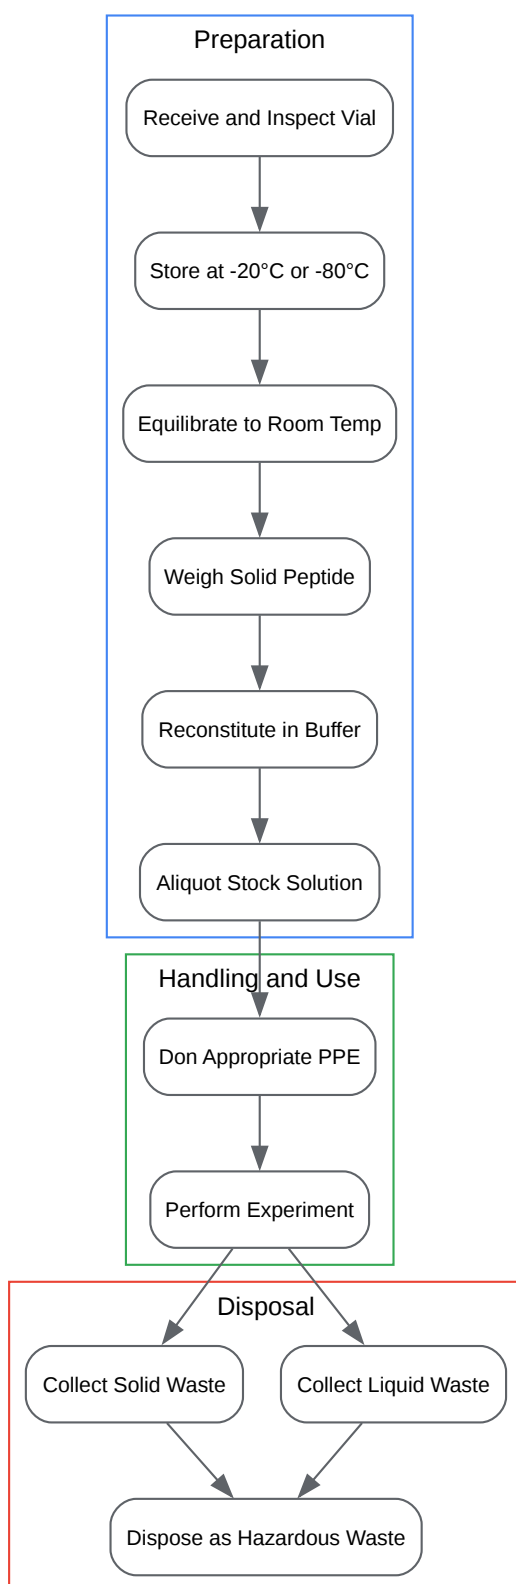 Preparation
Receive and Inspect Vial
Store at -20°C or -80°C
Equilibrate to Room Temp
Weigh Solid Peptide
Reconstitute in Buffer
Aliquot Stock Solution
Handling and Use
Don Appropriate PPE
Perform Experiment
Disposal
Collect Solid Waste
Collect Liquid Waste
Dispose as Hazardous Waste